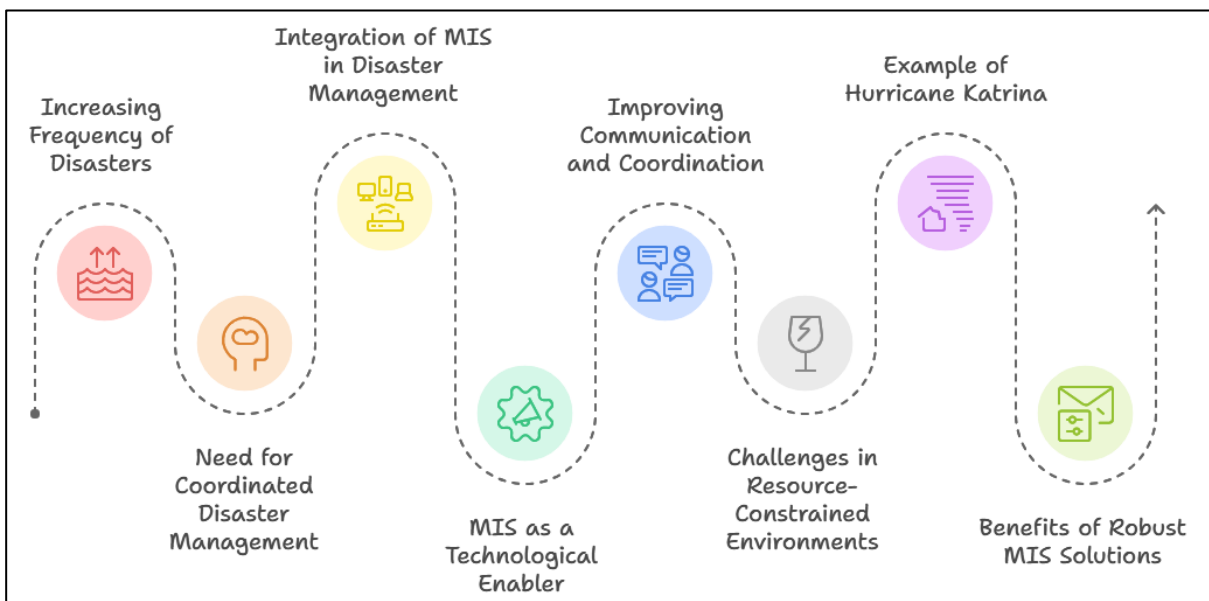 Increasing
Frequency of
Disasters
Need for
Coordinated
Disaster
Management
Integration of MIS
in Disaster
Management
MIS as a
Technological
Enabler
Improving
Communication
and Coordination
Challenges in
Resource-
Constrained
Environments
Example of
Hurricane Katrina
Benefits of Robust
MIS Solutions